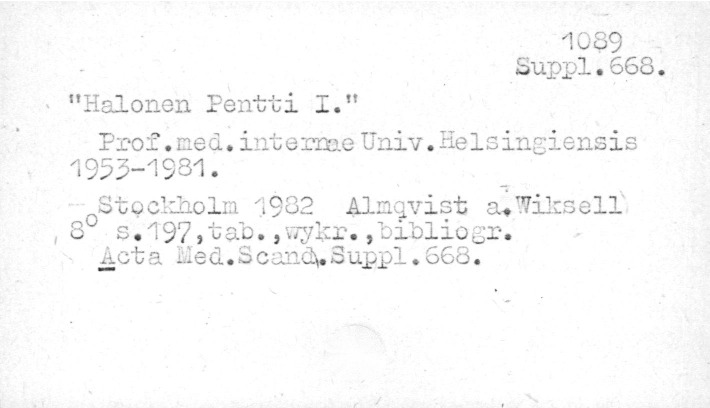 1089
Suppl.668.
"Halonen Pentti I."
Prof.med.internae Univ.Helsingiensis
1953-1981.
Stockholm 1982 Almqvist a.Wiksell
8° s.197,tab.,wykr.,bibliogr.
Acta Med.Scand.Suppl.668.